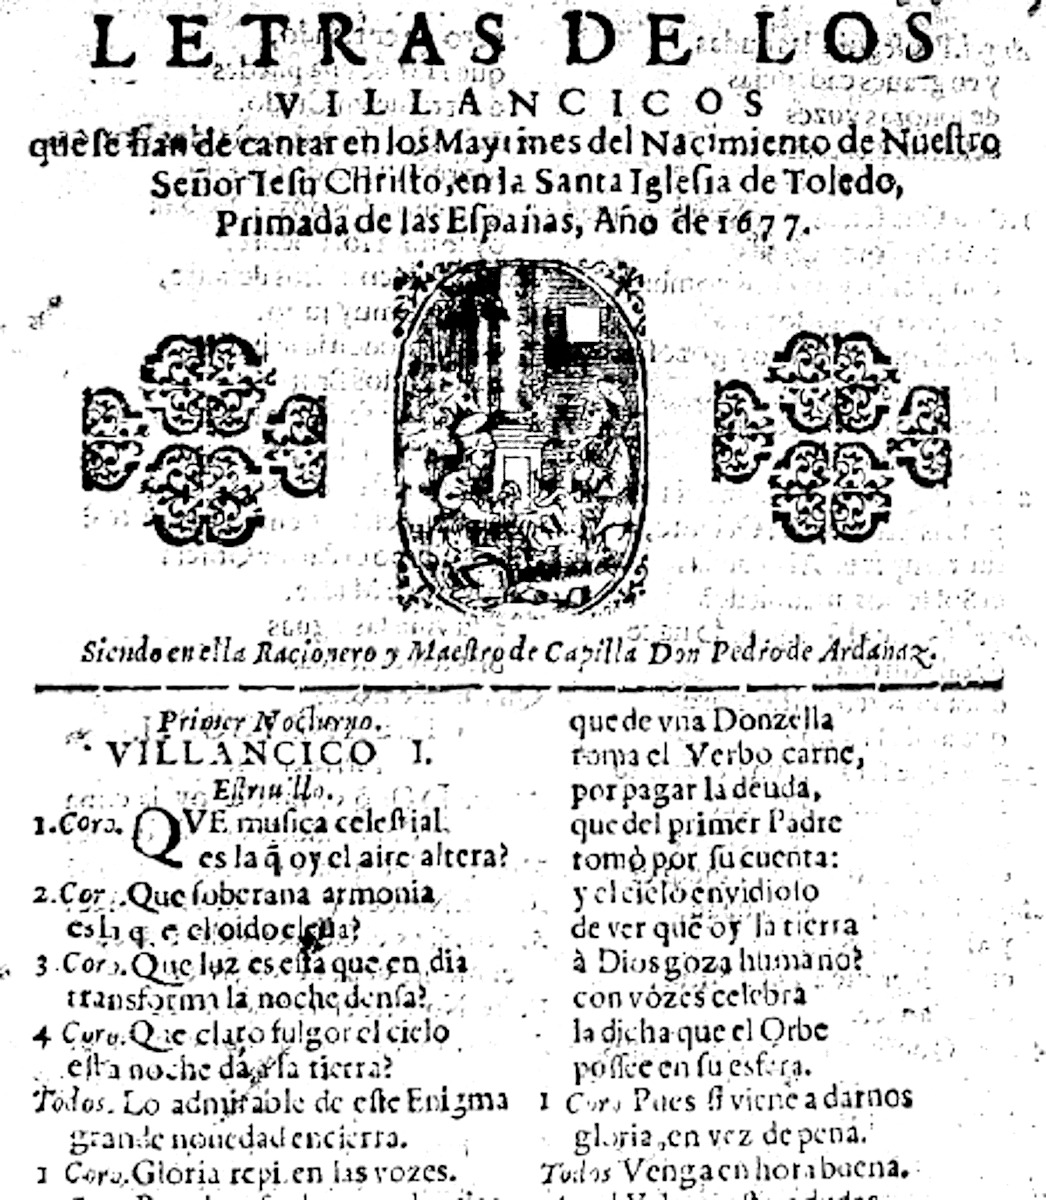 LETRAS DE LOS
VILLANCICOS
que se han de cantar en los Maytines del Nacimiento de Nuestro
Señor Iesu Christo, en la Santa Iglesia de Toledo,
Primada de las Españas, Año de 1677.
Siendo en ella Racionero y Maestro de Capilla Don Pedro de Ardanaz.
Primer Nocturno.
VILLANCICO I.
Estriuillo.
1. Coro. QVE musica celestial,
es la q̃ oy el aire altera?
2. Cor. Que soberana armonia
es la q e el oido
3 Coro. Que luz es esta que en dia
transforma la noche densa?
4 Coro. Que claro fulgor el cielo
esta noche dá a la tierra?
Todos. Lo admirable de este Enigma
grande nouedad encierra.
1 Coro. Gloria repi en las vozes.
que de vna Donzella
toma el Verbo carne,
por pagar la deuda,
que del primer Padre
tomò por su cuenta:
y el cielo envidioso
de ver que oy la tierra
à Dios goza humano?
con vòzes celebra
la dicha que el Orbe
possee en su esfera.
1 Coro Pues si viene a darnos
gloria, en vez de pena.
Todos Venga en hora buena.